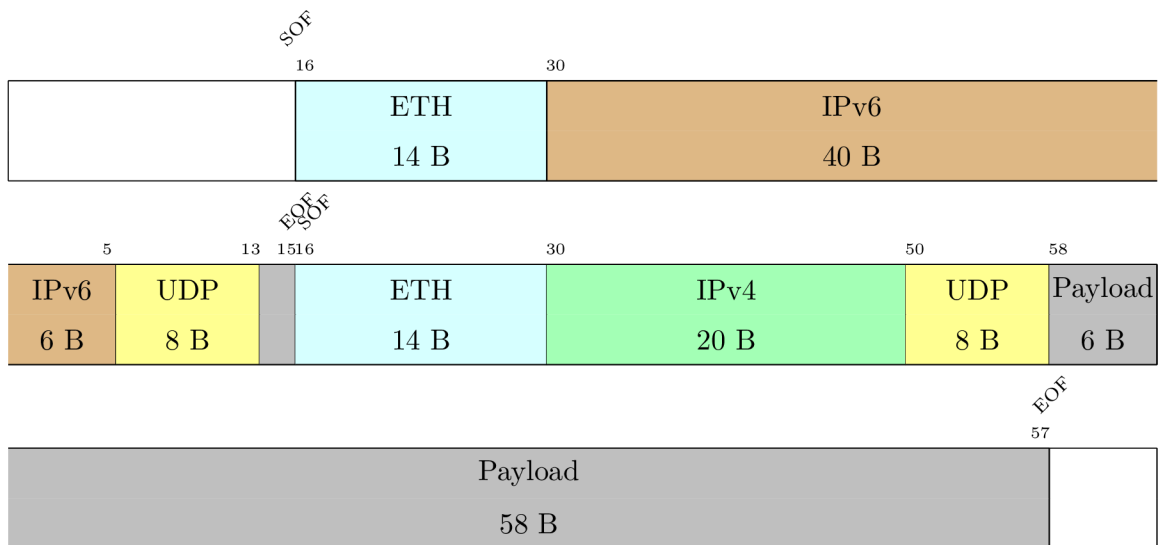 SOF
16 30
ETH IPv6
14 B 40 B
EOF SOF
5 13 15 16 30 50 58
IPv6 UDP ETH IPv4 UDP Payload
6 B 8 B 14 B 20 B 8 B 6 B
EOF
57
Payload
58 B